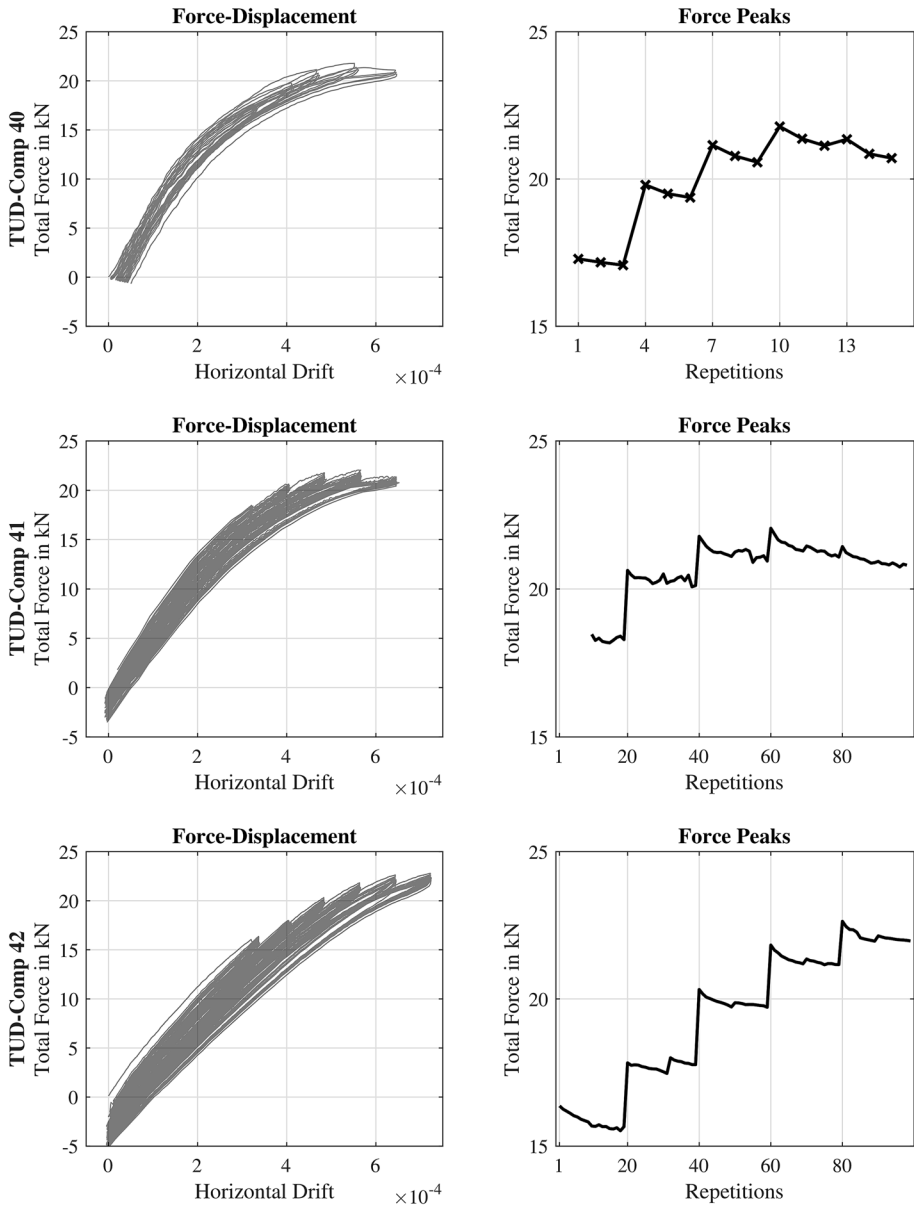 Force-Displacement
TUD-Comp 40
Total Force in kN
25
20
15
10
5
0
-5
0 2 4 6
Horizontal Drift
×10⁻⁴
Force Peaks
Total Force in kN
25
20
15
1 4 7 10 13
Repetitions
Force-Displacement
TUD-Comp 41
Total Force in kN
25
20
15
10
5
0
-5
0 2 4 6
Horizontal Drift
×10⁻⁴
Force Peaks
Total Force in kN
25
20
15
1 20 40 60 80
Repetitions
Force-Displacement
TUD-Comp 42
Total Force in kN
25
20
15
10
5
0
-5
0 2 4 6
Horizontal Drift
×10⁻⁴
Force Peaks
Total Force in kN
25
20
15
1 20 40 60 80
Repetitions